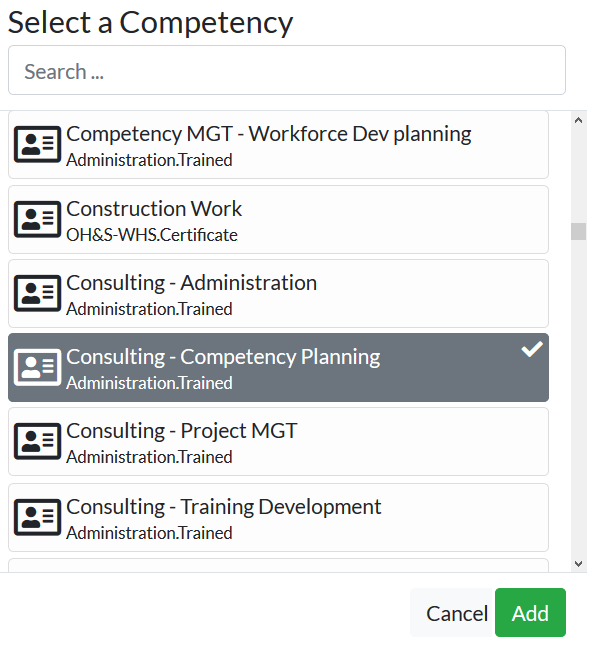 Select a Competency
Search ...
Competency MGT - Workforce Dev planning
Administration.Trained
Construction Work
OH&S-WHS.Certificate
Consulting - Administration
Administration.Trained
Consulting - Competency Planning
Administration.Trained
Consulting - Project MGT
Administration.Trained
Consulting - Training Development
Administration.Trained
Cancel Add